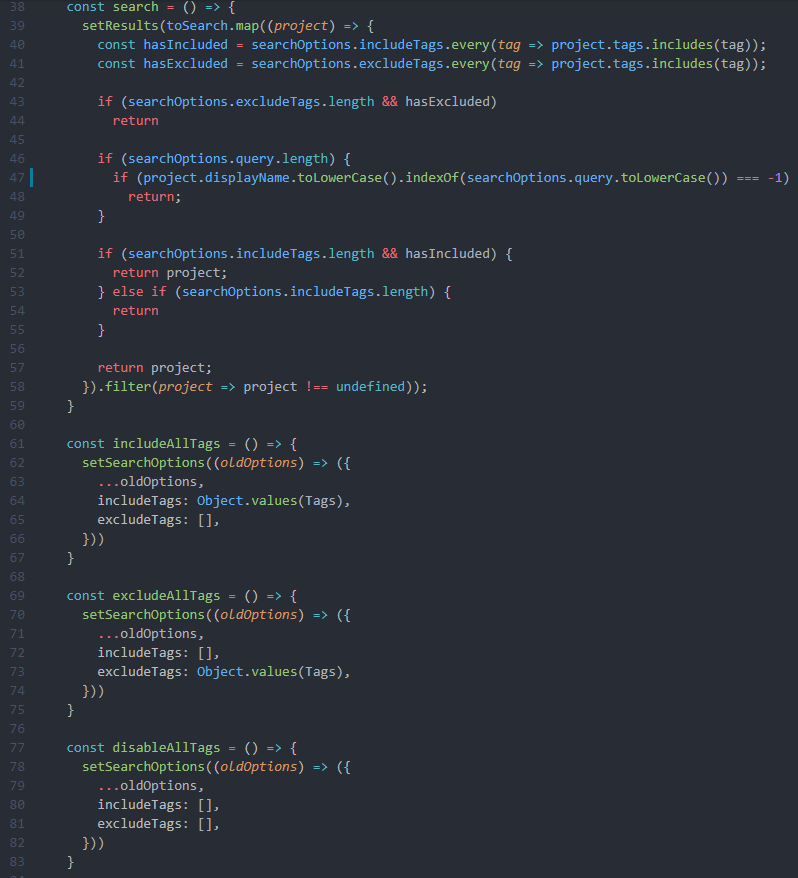 38 const search = () => {
39 setResults(toSearch.map((project) => {
40 const hasIncluded = searchOptions.includeTags.every(tag => project.tags.includes(tag));
41 const hasExcluded = searchOptions.excludeTags.every(tag => project.tags.includes(tag));
42
43 if (searchOptions.excludeTags.length && hasExcluded)
44 return
45
46 if (searchOptions.query.length) {
47 if (project.displayName.toLowerCase().indexOf(searchOptions.query.toLowerCase()) === -1)
48 return;
49 }
50
51 if (searchOptions.includeTags.length && hasIncluded) {
52 return project;
53 } else if (searchOptions.includeTags.length) {
54 return
55 }
56
57 return project;
58 }).filter(project => project !== undefined));
59 }
60
61 const includeAllTags = () => {
62 setSearchOptions((oldOptions) => ({
63 ...oldOptions,
64 includeTags: Object.values(Tags),
65 excludeTags: [],
66 }))
67 }
68
69 const excludeAllTags = () => {
70 setSearchOptions((oldOptions) => ({
71 ...oldOptions,
72 includeTags: [],
73 excludeTags: Object.values(Tags),
74 }))
75 }
76
77 const disableAllTags = () => {
78 setSearchOptions((oldOptions) => ({
79 ...oldOptions,
80 includeTags: [],
81 excludeTags: [],
82 }))
83 }